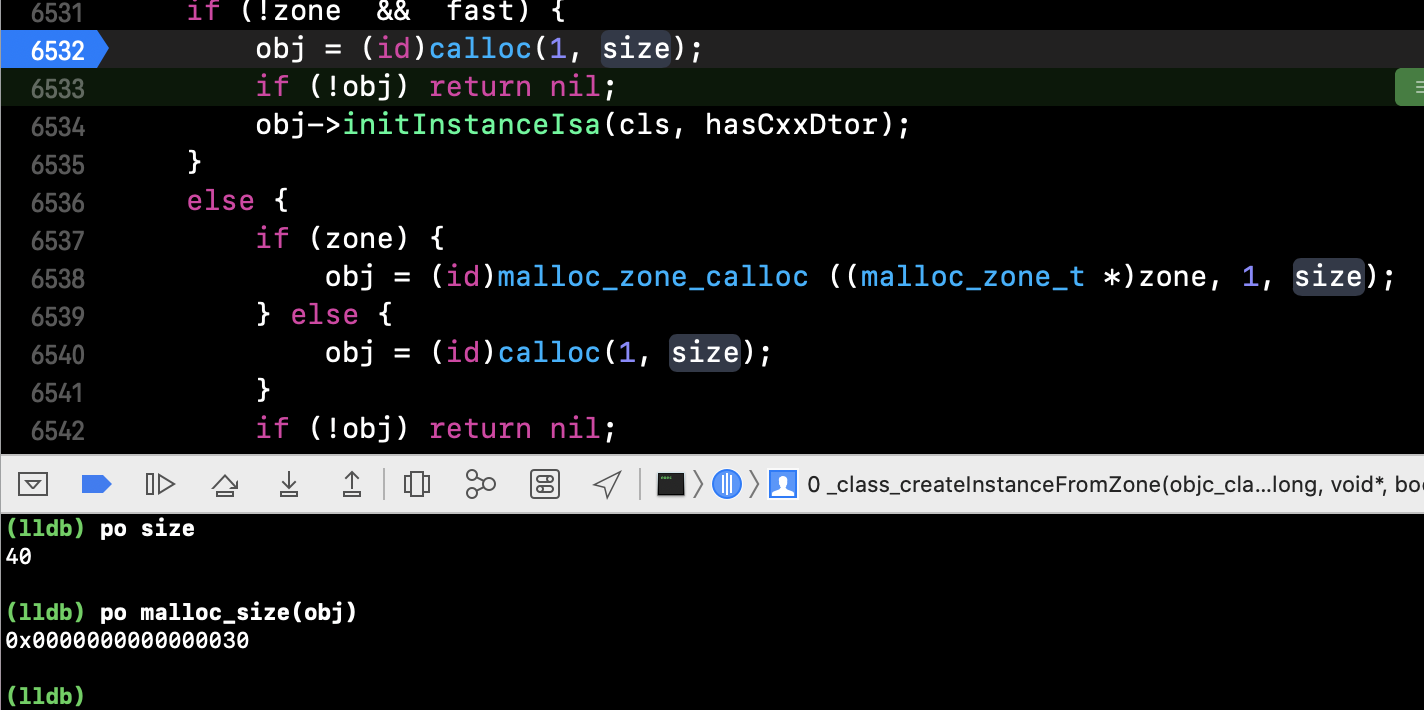 6531 if (!zone  &&  fast) {
6532 obj = (id)calloc(1, size);
6533 if (!obj) return nil;
6534 obj->initInstanceIsa(cls, hasCxxDtor);
6535 }
6536 else {
6537 if (zone) {
6538 obj = (id)malloc_zone_calloc ((malloc_zone_t *)zone, 1, size);
6539 } else {
6540 obj = (id)calloc(1, size);
6541 }
6542 if (!obj) return nil;
0 _class_createInstanceFromZone(objc_cla...long, void*, boo
(lldb) po size
40
(lldb) po malloc_size(obj)
0x0000000000000030
(lldb)